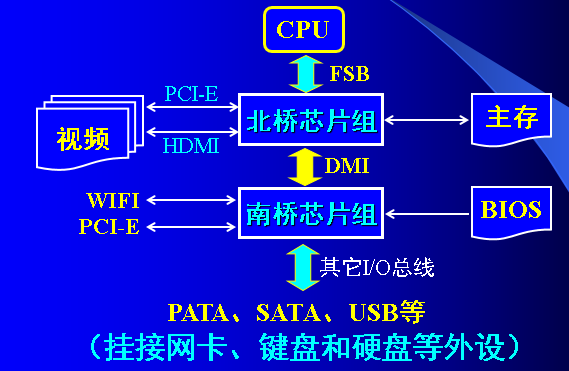 CPU
FSB
PCI-E
视频
HDMI
北桥芯片组
主存
DMI
WIFI
PCI-E
南桥芯片组
BIOS
其它I/O总线
PATA、SATA、USB等
（挂接网卡、键盘和硬盘等外设）